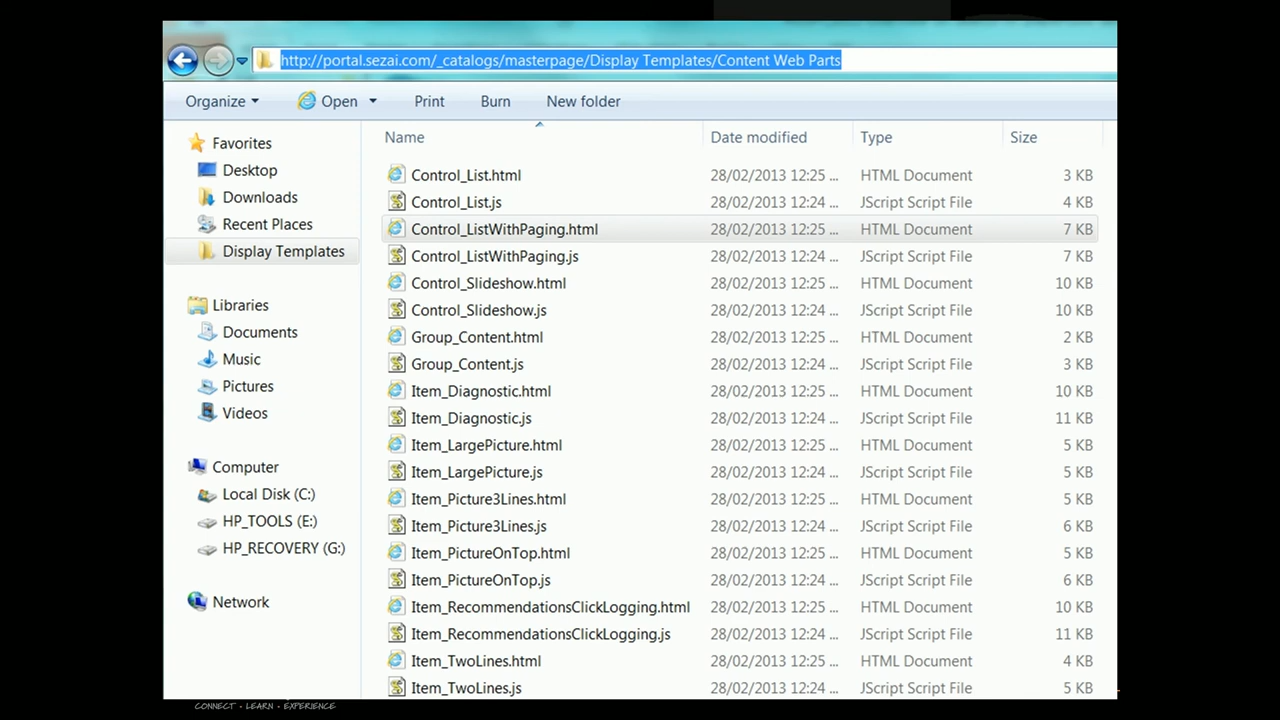 http://portal.sezai.com/_catalogs/masterpage/Display Templates/Content Web Parts
Organize Open Print Burn New folder
Name Date modified Type Size
Favorites
Desktop
Downloads
Recent Places
Display Templates
Libraries
Documents
Music
Pictures
Videos
Computer
Local Disk (C:)
HP_TOOLS (E:)
HP_RECOVERY (G:)
Network
Control_List.html 28/02/2013 12:25 ... HTML Document 3 KB
Control_List.js 28/02/2013 12:24 ... JScript Script File 4 KB
Control_ListWithPaging.html 28/02/2013 12:25 ... HTML Document 7 KB
Control_ListWithPaging.js 28/02/2013 12:24 ... JScript Script File 7 KB
Control_Slideshow.html 28/02/2013 12:25 ... HTML Document 10 KB
Control_Slideshow.js 28/02/2013 12:24 ... JScript Script File 10 KB
Group_Content.html 28/02/2013 12:25 ... HTML Document 2 KB
Group_Content.js 28/02/2013 12:24 ... JScript Script File 3 KB
Item_Diagnostic.html 28/02/2013 12:25 ... HTML Document 10 KB
Item_Diagnostic.js 28/02/2013 12:24 ... JScript Script File 11 KB
Item_LargePicture.html 28/02/2013 12:25 ... HTML Document 5 KB
Item_LargePicture.js 28/02/2013 12:24 ... JScript Script File 5 KB
Item_Picture3Lines.html 28/02/2013 12:25 ... HTML Document 5 KB
Item_Picture3Lines.js 28/02/2013 12:24 ... JScript Script File 6 KB
Item_PictureOnTop.html 28/02/2013 12:25 ... HTML Document 5 KB
Item_PictureOnTop.js 28/02/2013 12:24 ... JScript Script File 6 KB
Item_RecommendationsClickLogging.html 28/02/2013 12:25 ... HTML Document 10 KB
Item_RecommendationsClickLogging.js 28/02/2013 12:24 ... JScript Script File 11 KB
Item_TwoLines.html 28/02/2013 12:25 ... HTML Document 4 KB
Item_TwoLines.js 28/02/2013 12:24 ... JScript Script File 5 KB
CONNECT • LEARN • EXPERIENCE